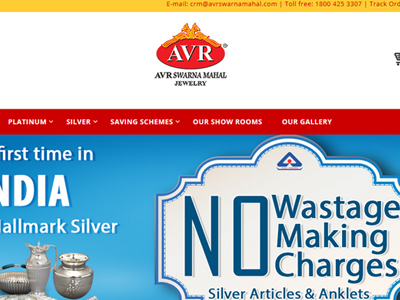 E-mail: crm@avrswarnamahal.com | Toll free: 1800 425 3307 | Track Ord
AVR®
AVR SWARNA MAHAL
JEWELRY
PLATINUM SILVER SAVING SCHEMES OUR SHOW ROOMS OUR GALLERY
first time in
NDIA
Hallmark Silver
NO Wastage
Making
Charges
Silver Articles & Anklets